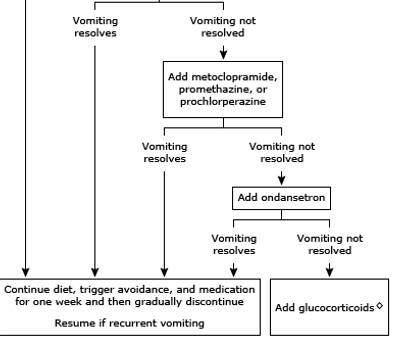 Vomiting
resolves
Vomiting not
resolved
Add metoclopramide,
promethazine, or
prochlorperazine
Vomiting
resolves
Vomiting not
resolved
Add ondansetron
Vomiting
resolves
Vomiting not
resolved
Continue diet, trigger avoidance, and medication
for one week and then gradually discontinue
Resume if recurrent vomiting
Add glucocorticoids◊